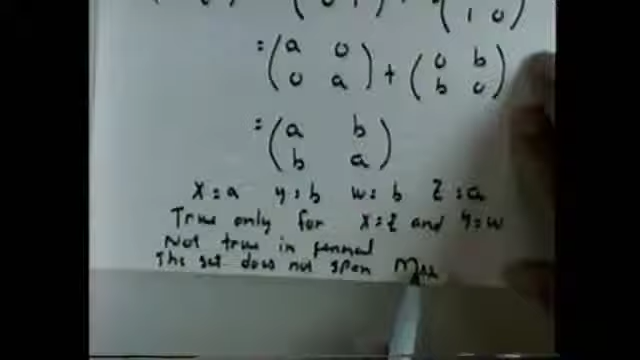 = ( a 0 ) + ( 0 b )
( 0 a ) ( b 0 )
= ( a b )
( b a )
x = a y = b w = b z = a
True only for x = z and y = w
Not true in general
The set does not span M₂₂